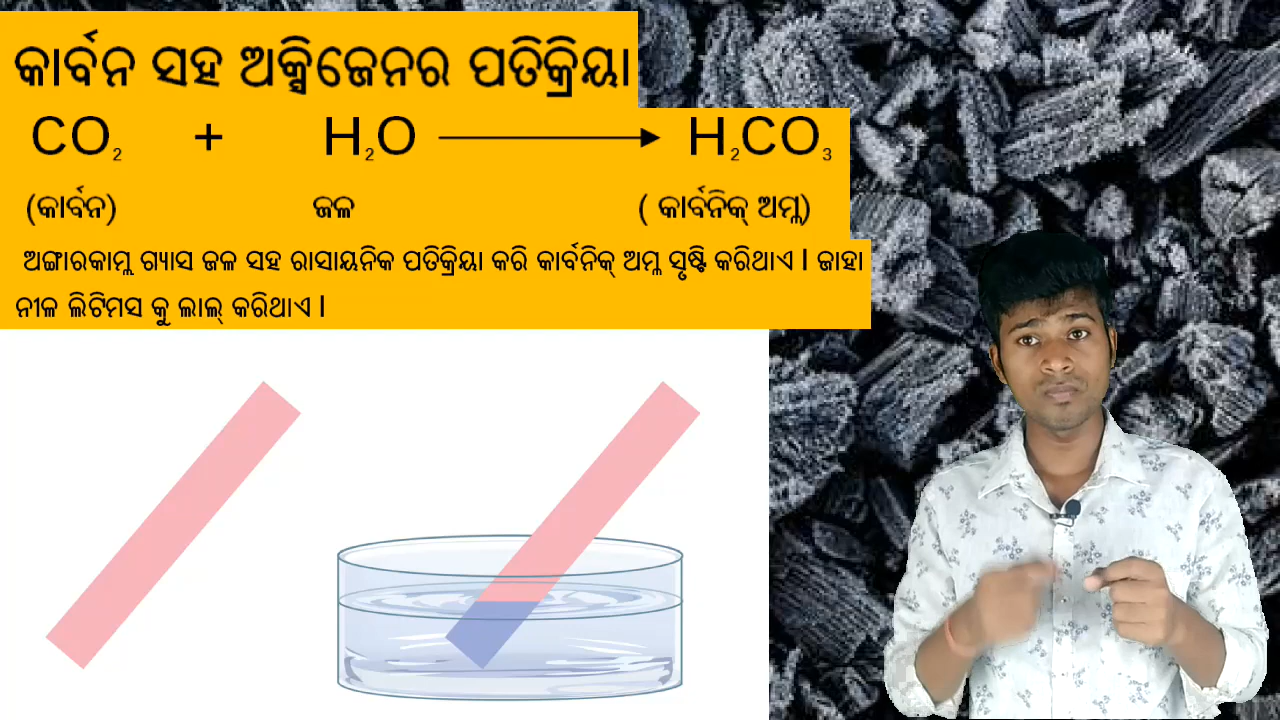 କାର୍ବନ ସହ ଅକ୍ସିଜେନର ପତିକ୍ରିୟା
CO₂ + H₂O ⟶ H₂CO₃
(କାର୍ବନ) ଜଳ ( କାର୍ବନିକ୍ ଅମ୍ଳ)
ଅଙ୍ଗାରକାମ୍ଳ ଗ୍ୟାସ ଜଳ ସହ ରାସାୟନିକ ପତିକ୍ରିୟା କରି କାର୍ବନିକ୍ ଅମ୍ଳ ସୃଷ୍ଟି କରିଥାଏ l ଜାହା
ନୀଳ ଲିଟିମସ କୁ ଲାଲ୍ କରିଥାଏ l